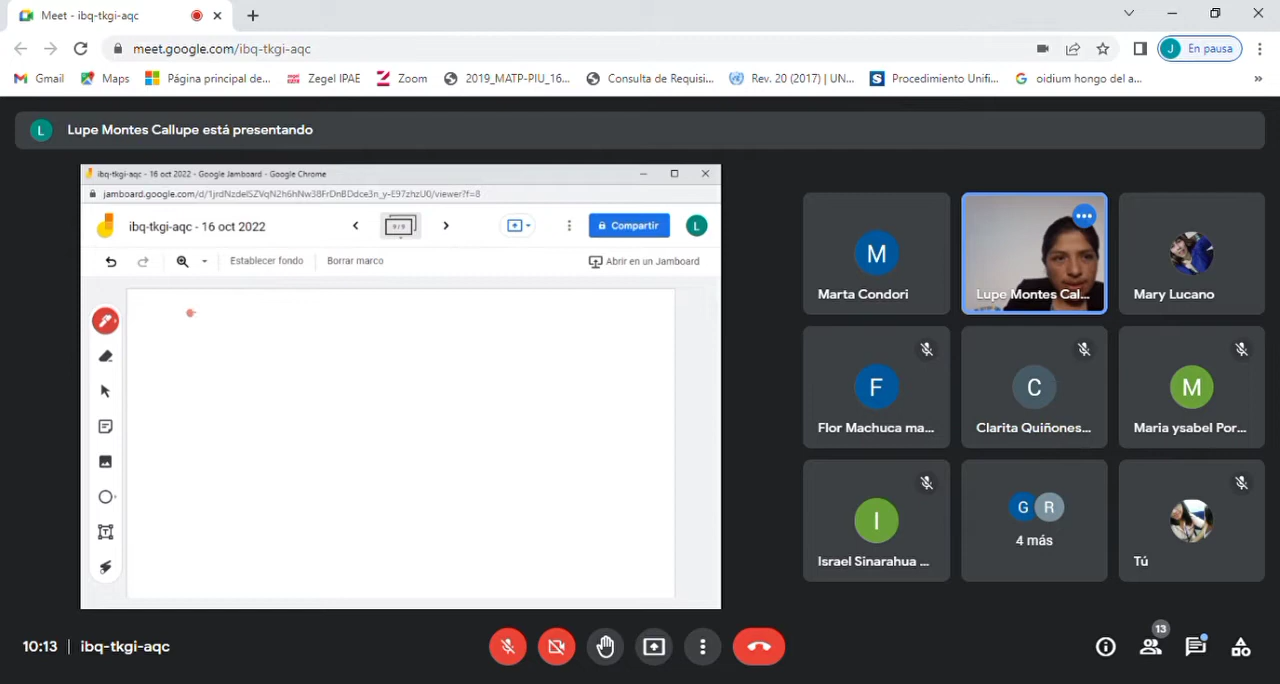 Meet - ibq-tkgi-aqc
meet.google.com/ibq-tkgi-aqc
J En pausa
Gmail
Maps
Página principal de...
Zegel IPAE
Zoom
2019_MATP-PIU_16...
Consulta de Requisi...
Rev. 20 (2017) | UN...
Procedimiento Unifi...
oidium hongo del a...
»
L Lupe Montes Callupe está presentando
ibq-tkgi-aqc - 16 oct 2022 - Google Jamboard - Google Chrome
ibq-tkgi-aqc - 16 oct 2022
9/9
Compartir
L
Establecer fondo
Borrar marco
Abrir en un Jamboard
M
Marta Condori
Lupe Montes Cal...
Mary Lucano
F
Flor Machuca ma...
C
Clarita Quiñones...
M
Maria ysabel Por...
I
Israel Sinarahua ...
G R
4 más
Tú
10:13 | ibq-tkgi-aqc
13